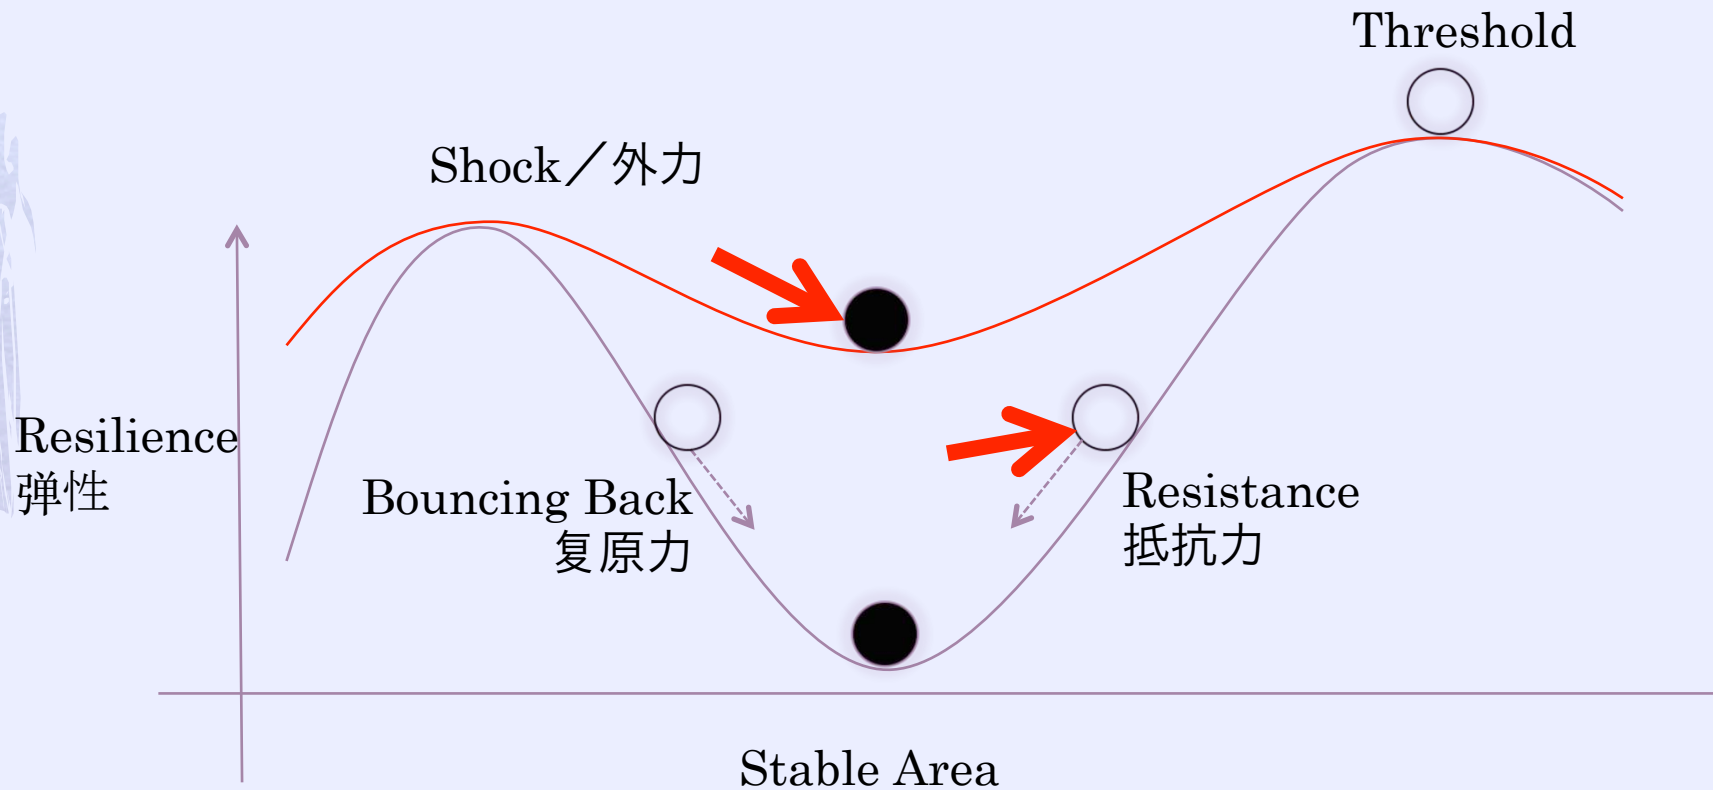 Threshold
Shock／外力
Resilience
弹性
Bouncing Back
复原力
Resistance
抵抗力
Stable Area